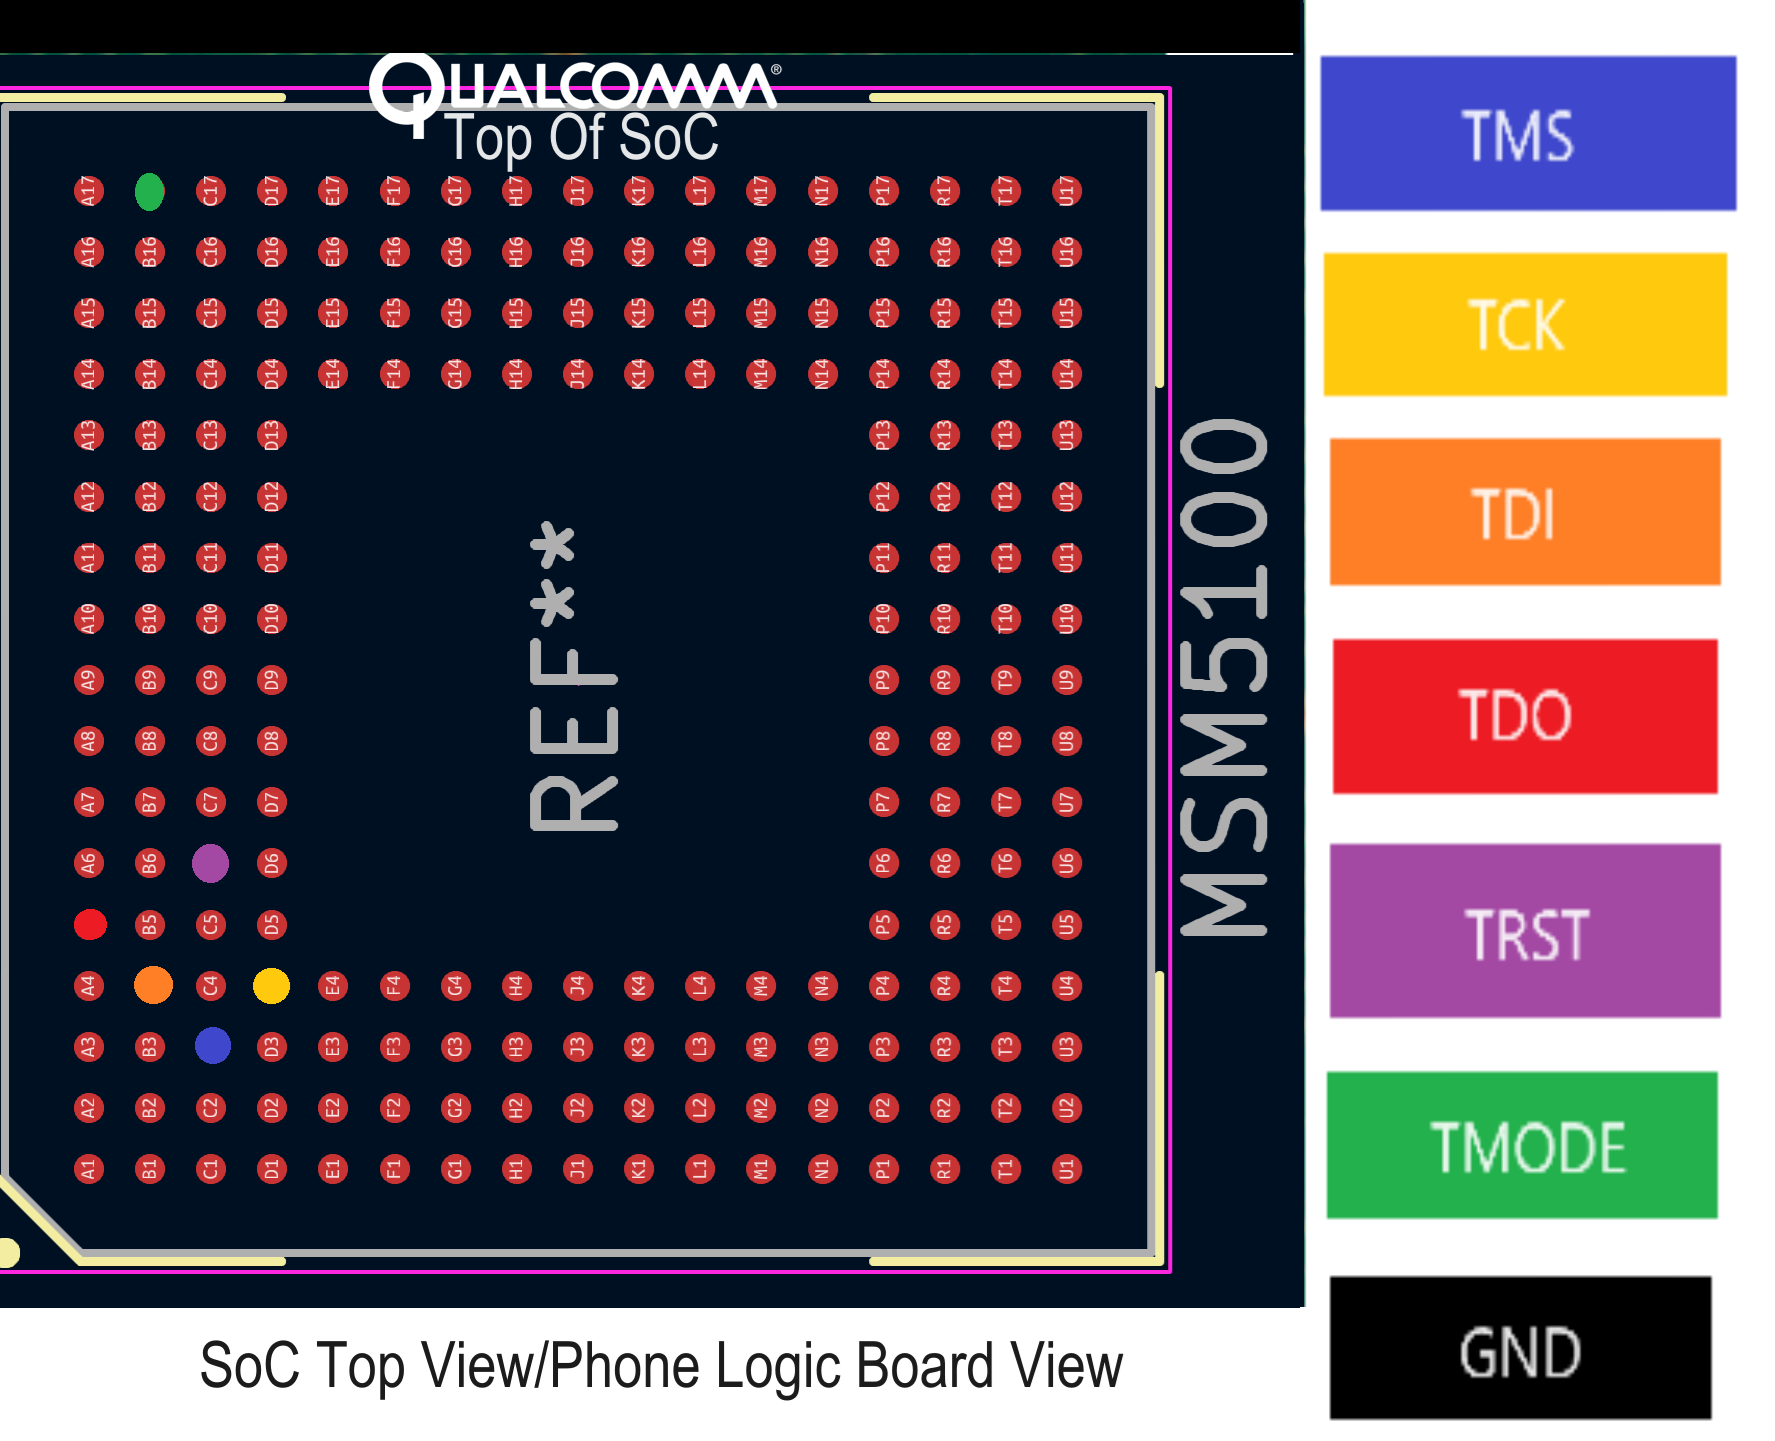 QUALCOMM®
Top Of SoC
A17 C17 D17 E17 F17 G17 H17 J17 K17 L17 M17 N17 P17 R17 T17 U17
A16 B16 C16 D16 E16 F16 G16 H16 J16 K16 L16 M16 N16 P16 R16 T16 U16
A15 B15 C15 D15 E15 F15 G15 H15 J15 K15 L15 M15 N15 P15 R15 T15 U15
A14 B14 C14 D14 E14 F14 G14 H14 J14 K14 L14 M14 N14 P14 R14 T14 U14
A13 B13 C13 D13 P13 R13 T13 U13
A12 B12 C12 D12 P12 R12 T12 U12
A11 B11 C11 D11 P11 R11 T11 U11
A10 B10 C10 D10 P10 R10 T10 U10
A9 B9 C9 D9 P9 R9 T9 U9
A8 B8 C8 D8 P8 R8 T8 U8
A7 B7 C7 D7 P7 R7 T7 U7
A6 B6 D6 P6 R6 T6 U6
B5 C5 D5 P5 R5 T5 U5
A4 C4 E4 F4 G4 H4 J4 K4 L4 M4 N4 P4 R4 T4 U4
A3 B3 D3 E3 F3 G3 H3 J3 K3 L3 M3 N3 P3 R3 T3 U3
A2 B2 C2 D2 E2 F2 G2 H2 J2 K2 L2 M2 N2 P2 R2 T2 U2
A1 B1 C1 D1 E1 F1 G1 H1 J1 K1 L1 M1 N1 P1 R1 T1 U1
REF**
MSM5100
SoC Top View/Phone Logic Board View
TMS
TCK
TDI
TDO
TRST
TMODE
GND